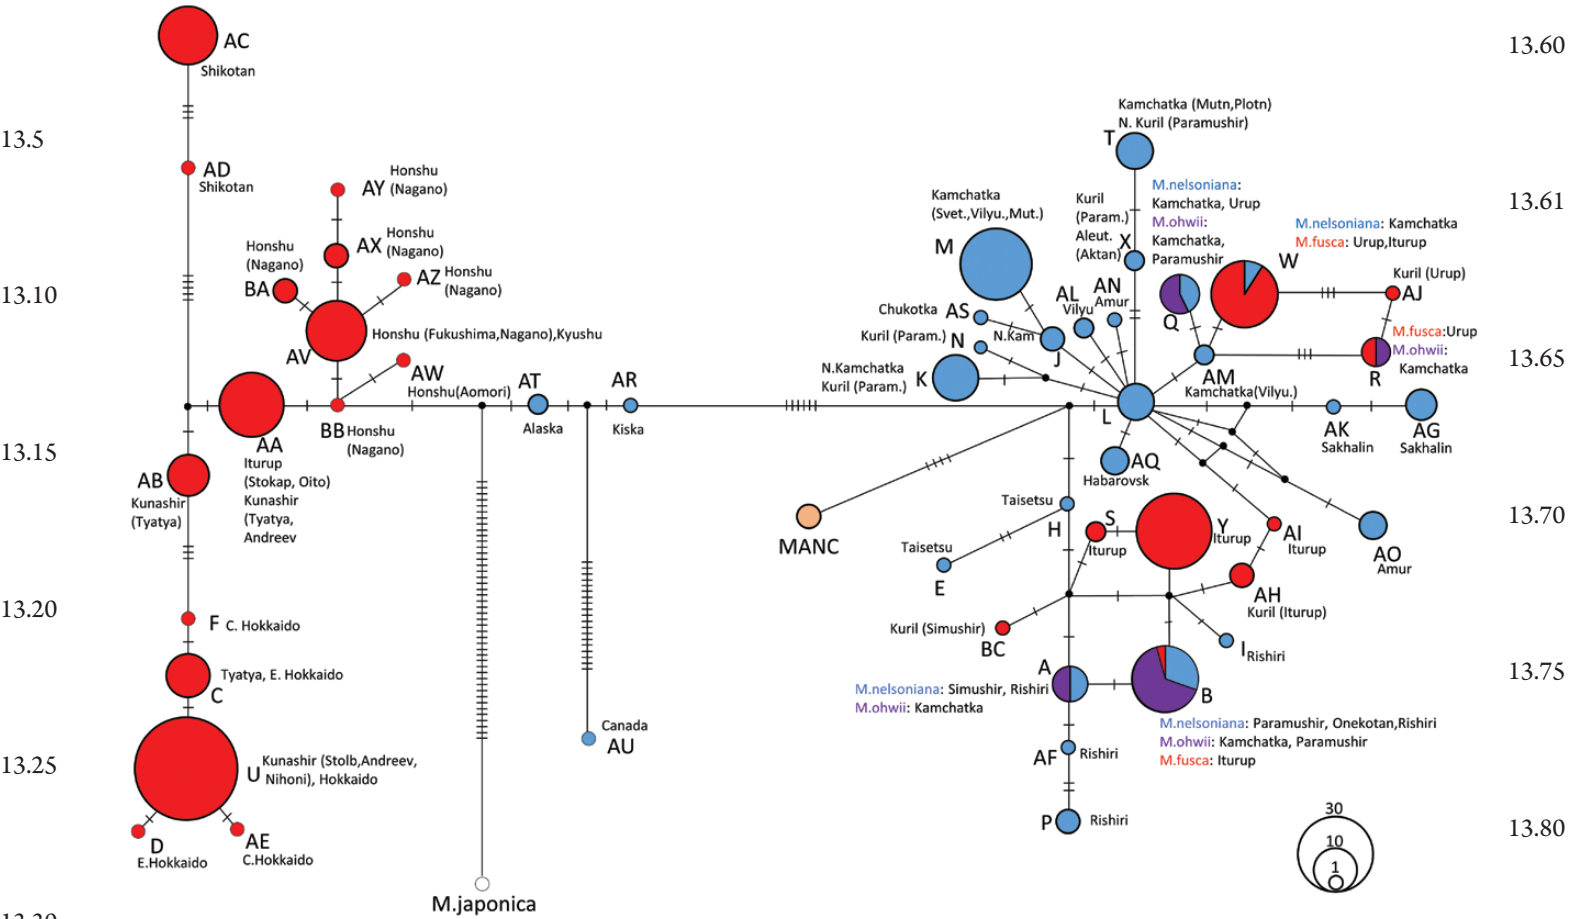 AC
Shikotan
13.60
13.5
AD
Shikotan
Kamchatka (Mutn,Plotn)
N. Kuril (Paramushir)
T
AY
Honshu
(Nagano)
AX
Honshu
(Nagano)
Honshu
(Nagano)
BA
AZ
Honshu
(Nagano)
Kamchatka
(Svet.,Vilyu.,Mut.)
M
Kuril
(Param.)
Aleut.
(Aktan)
X
M.nelsoniana:
Kamchatka, Urup
M.ohwii:
Kamchatka,
Paramushir
Q
M.nelsoniana: Kamchatka
M.fusca: Urup,Iturup
W
13.61
13.10
Kuril (Urup)
AJ
AV
Honshu (Fukushima,Nagano),Kyushu
Chukotka
AS
Kuril (Param.)
N
N.Kam
J
AL
Vilyu
AN
Amur
M.fusca:Urup
M.ohwii:
Kamchatka
R
13.65
AW
Honshu(Aomori)
N.Kamchatka
Kuril (Param.)
K
AM
Kamchatka(Vilyu.)
AT
Alaska
AR
Kiska
L
AK
Sakhalin
AG
Sakhalin
AA
Iturup
(Stokap, Oito)
Kunashir
(Tyatya,
Andreev
BB
Honshu
(Nagano)
13.15
AB
Kunashir
(Tyatya)
AQ
Habarovsk
MANC
Taisetsu
H
S
Iturup
Y
Iturup
AI
Iturup
AO
Amur
13.70
Taisetsu
E
13.20
F
C. Hokkaido
AH
Kuril (Iturup)
Kuril (Simushir)
BC
I
Rishiri
Tyatya, E. Hokkaido
C
A
M.nelsoniana: Simushir, Rishiri
M.ohwii: Kamchatka
B
13.75
M.nelsoniana: Paramushir, Onekotan,Rishiri
M.ohwii: Kamchatka, Paramushir
M.fusca: Iturup
Canada
AU
AF
Rishiri
13.25
U
Kunashir (Stolb,Andreev,
Nihoni), Hokkaido
P
Rishiri
30
10
1
13.80
D
E.Hokkaido
AE
C.Hokkaido
M.japonica